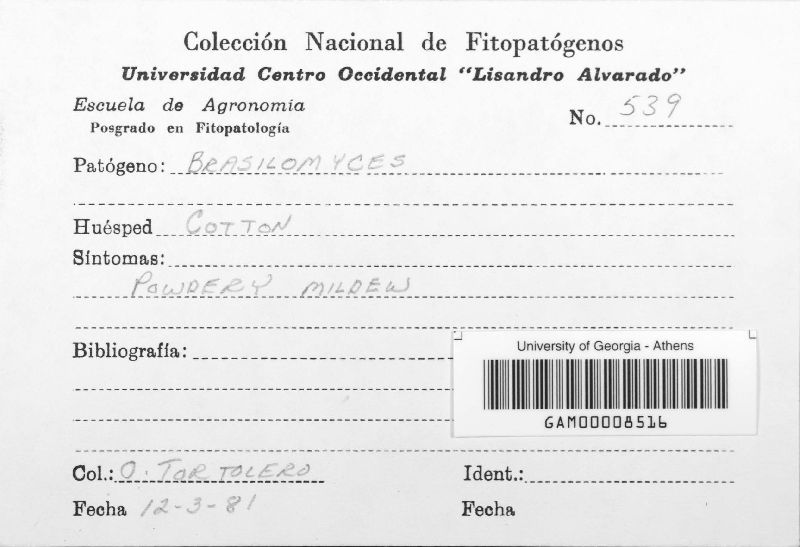 Colección Nacional de Fitopatógenos
Universidad Centro Occidental "Lisandro Alvarado"
Escuela de Agronomía
Posgrado en Fitopatología
No. 539
Patógeno: BRASILOMYCES
Huésped COTTON
Síntomas:
POWDERY MILDEW
Bibliografía:
University of Georgia - Athens
GAM00008516
Col.: O. TORTOLERO
Ident.:
Fecha 12-3-81
Fecha